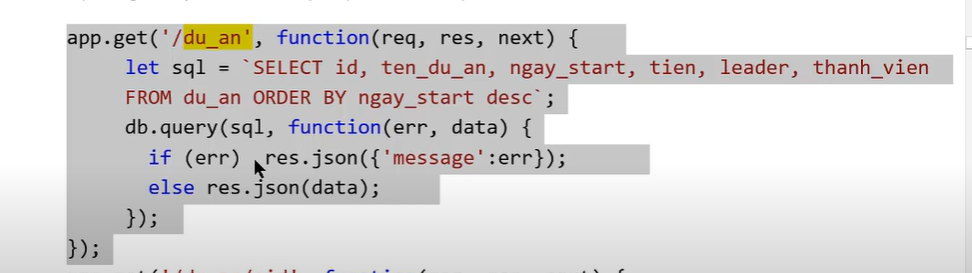 app.get('/du_an', function(req, res, next) {
let sql = `SELECT id, ten_du_an, ngay_start, tien, leader, thanh_vien
FROM du_an ORDER BY ngay_start desc`;
db.query(sql, function(err, data) {
if (err) res.json({'message':err});
else res.json(data);
});
});